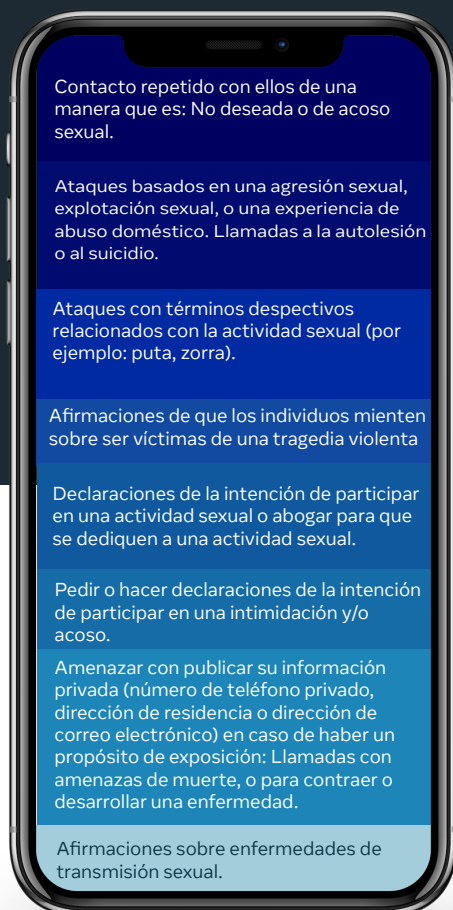 Contacto repetido con ellos de una
manera que es: No deseada o de acoso
sexual.
Ataques basados en una agresión sexual,
explotación sexual, o una experiencia de
abuso doméstico. Llamadas a la autolesión
o al suicidio.
Ataques con términos despectivos
relacionados con la actividad sexual (por
ejemplo: puta, zorra).
Afirmaciones de que los individuos mienten
sobre ser víctimas de una tragedia violenta
Declaraciones de la intención de participar
en una actividad sexual o abogar para que
se dediquen a una actividad sexual.
Pedir o hacer declaraciones de la intención
de participar en una intimidación y/o
acoso.
Amenazar con publicar su información
privada (número de teléfono privado,
dirección de residencia o dirección de
correo electrónico) en caso de haber un
propósito de exposición: Llamadas con
amenazas de muerte, o para contraer o
desarrollar una enfermedad.
Afirmaciones sobre enfermedades de
transmisión sexual.